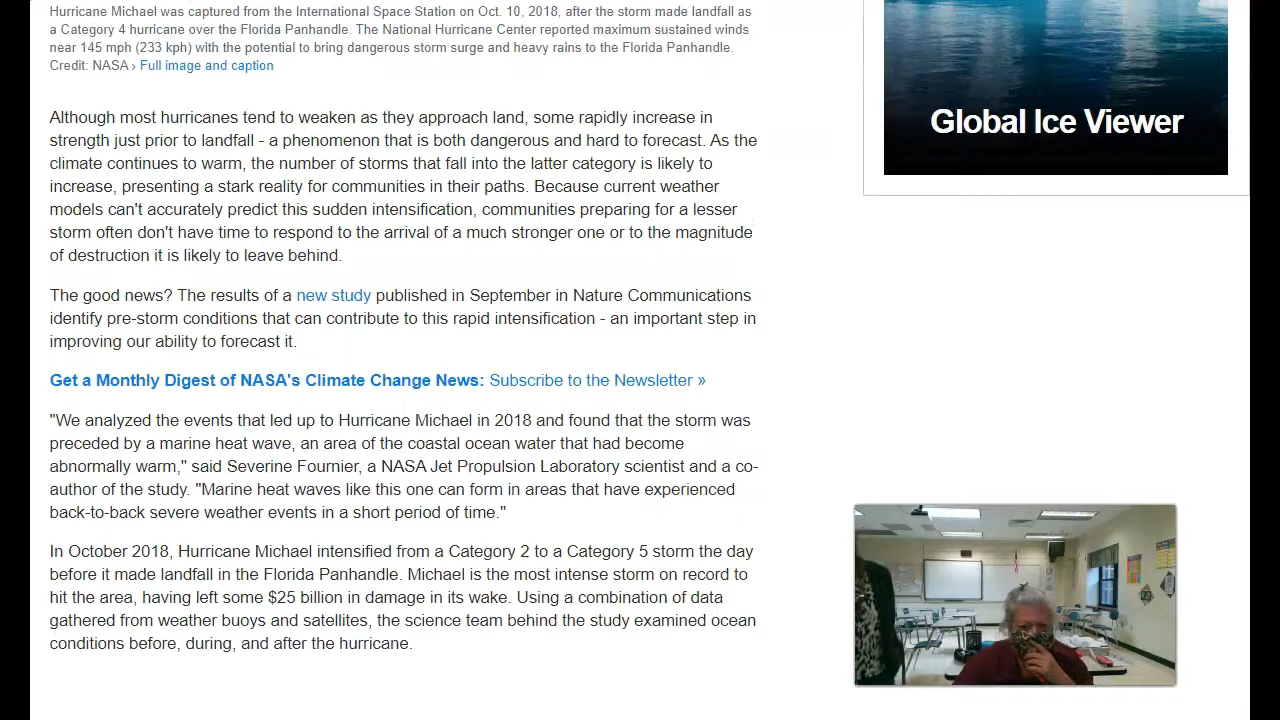 Hurricane Michael was captured from the International Space Station on Oct. 10, 2018, after the storm made landfall as
a Category 4 hurricane over the Florida Panhandle. The National Hurricane Center reported maximum sustained winds
near 145 mph (233 kph) with the potential to bring dangerous storm surge and heavy rains to the Florida Panhandle.
Credit: NASA › Full image and caption
Although most hurricanes tend to weaken as they approach land, some rapidly increase in
strength just prior to landfall - a phenomenon that is both dangerous and hard to forecast. As the
climate continues to warm, the number of storms that fall into the latter category is likely to
increase, presenting a stark reality for communities in their paths. Because current weather
models can't accurately predict this sudden intensification, communities preparing for a lesser
storm often don't have time to respond to the arrival of a much stronger one or to the magnitude
of destruction it is likely to leave behind.
The good news? The results of a new study published in September in Nature Communications
identify pre-storm conditions that can contribute to this rapid intensification - an important step in
improving our ability to forecast it.
Get a Monthly Digest of NASA's Climate Change News: Subscribe to the Newsletter »
"We analyzed the events that led up to Hurricane Michael in 2018 and found that the storm was
preceded by a marine heat wave, an area of the coastal ocean water that had become
abnormally warm," said Severine Fournier, a NASA Jet Propulsion Laboratory scientist and a co-
author of the study. "Marine heat waves like this one can form in areas that have experienced
back-to-back severe weather events in a short period of time."
In October 2018, Hurricane Michael intensified from a Category 2 to a Category 5 storm the day
before it made landfall in the Florida Panhandle. Michael is the most intense storm on record to
hit the area, having left some $25 billion in damage in its wake. Using a combination of data
gathered from weather buoys and satellites, the science team behind the study examined ocean
conditions before, during, and after the hurricane.
Global Ice Viewer